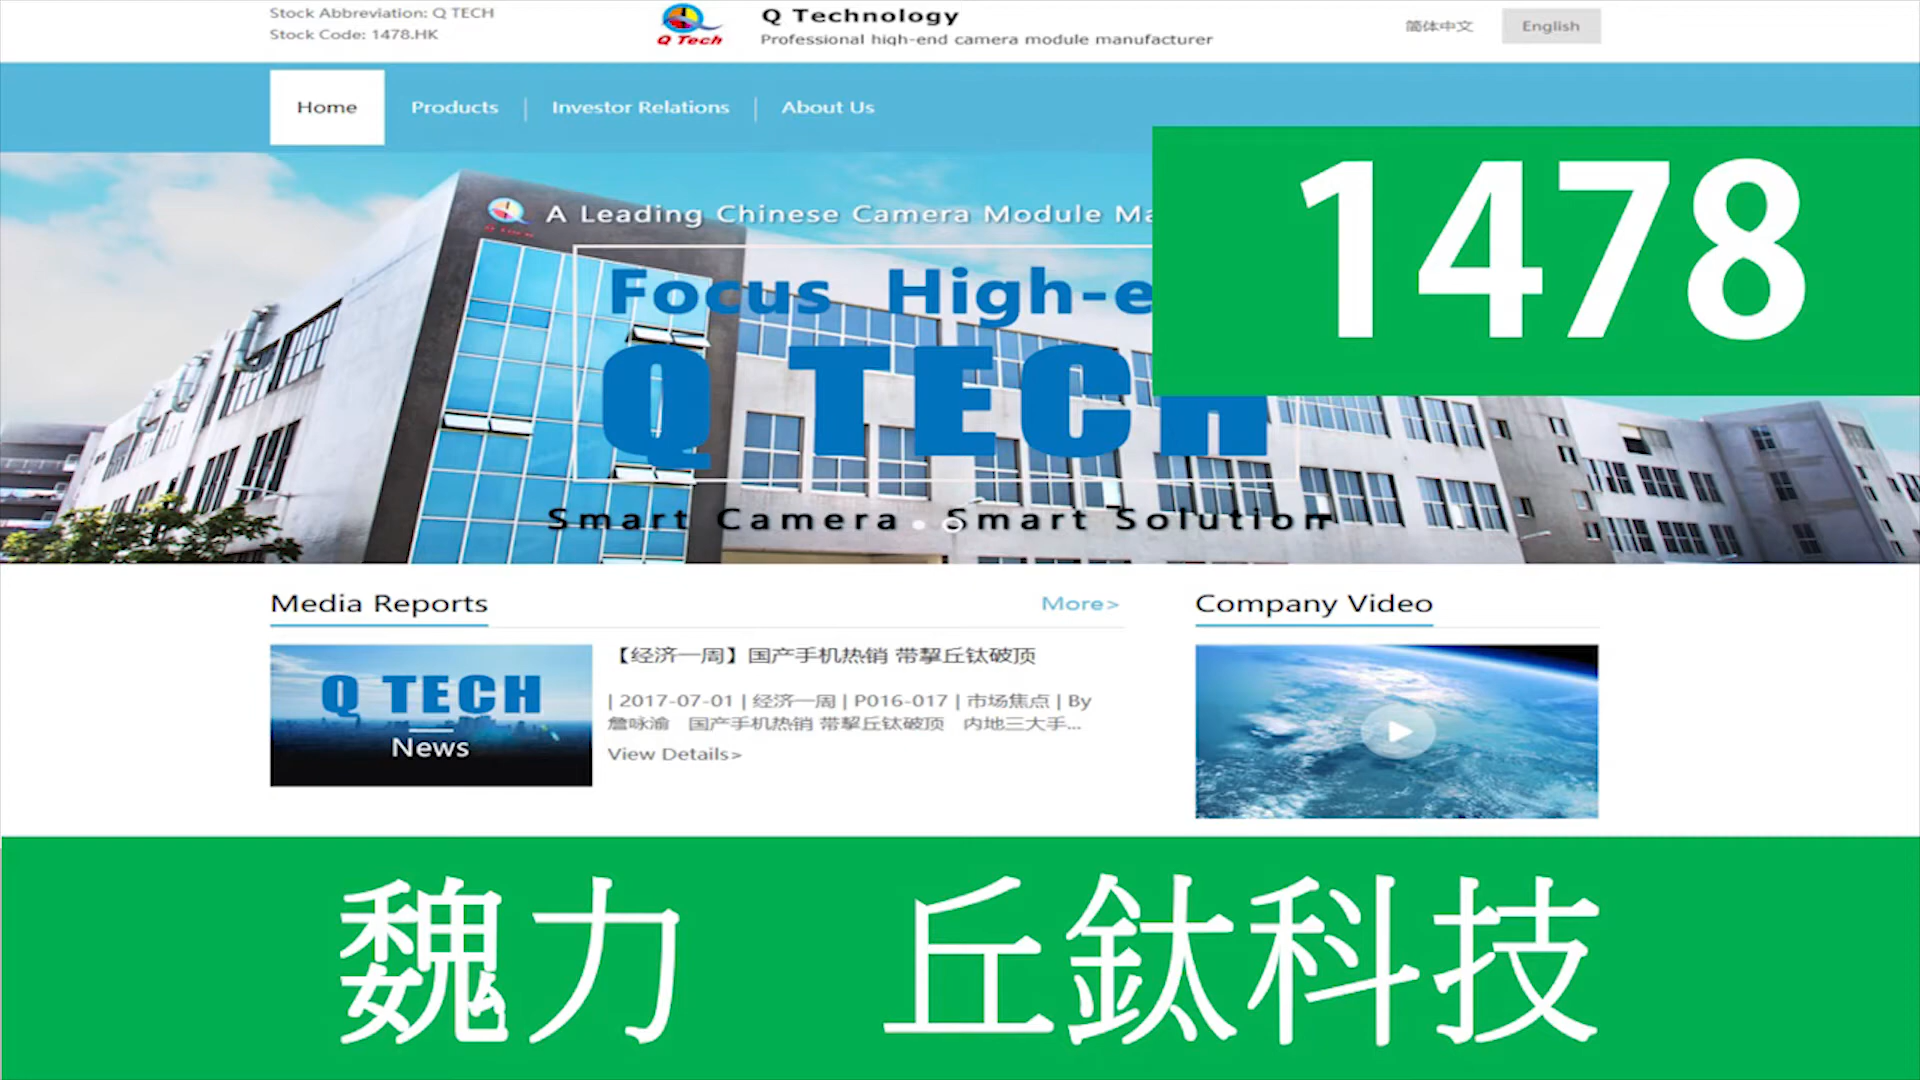 Stock Abbreviation: Q TECH
Stock Code: 1478.HK
Q Tech
Q Technology
Professional high-end camera module manufacturer
简体中文
English
Home
Products
Investor Relations
About Us
1478
A Leading Chinese Camera Module Ma
Focus High-e
Q TECH
Smart Camera Smart Solution
Media Reports
More>
Company Video
Q TECH
News
【经济一周】国产手机热销 带挈丘钛破顶
| 2017-07-01 | 经济一周 | P016-017 | 市场焦点 | By
詹咏渝 国产手机热销 带挈丘钛破顶 内地三大手...
View Details>
魏力 丘鈦科技